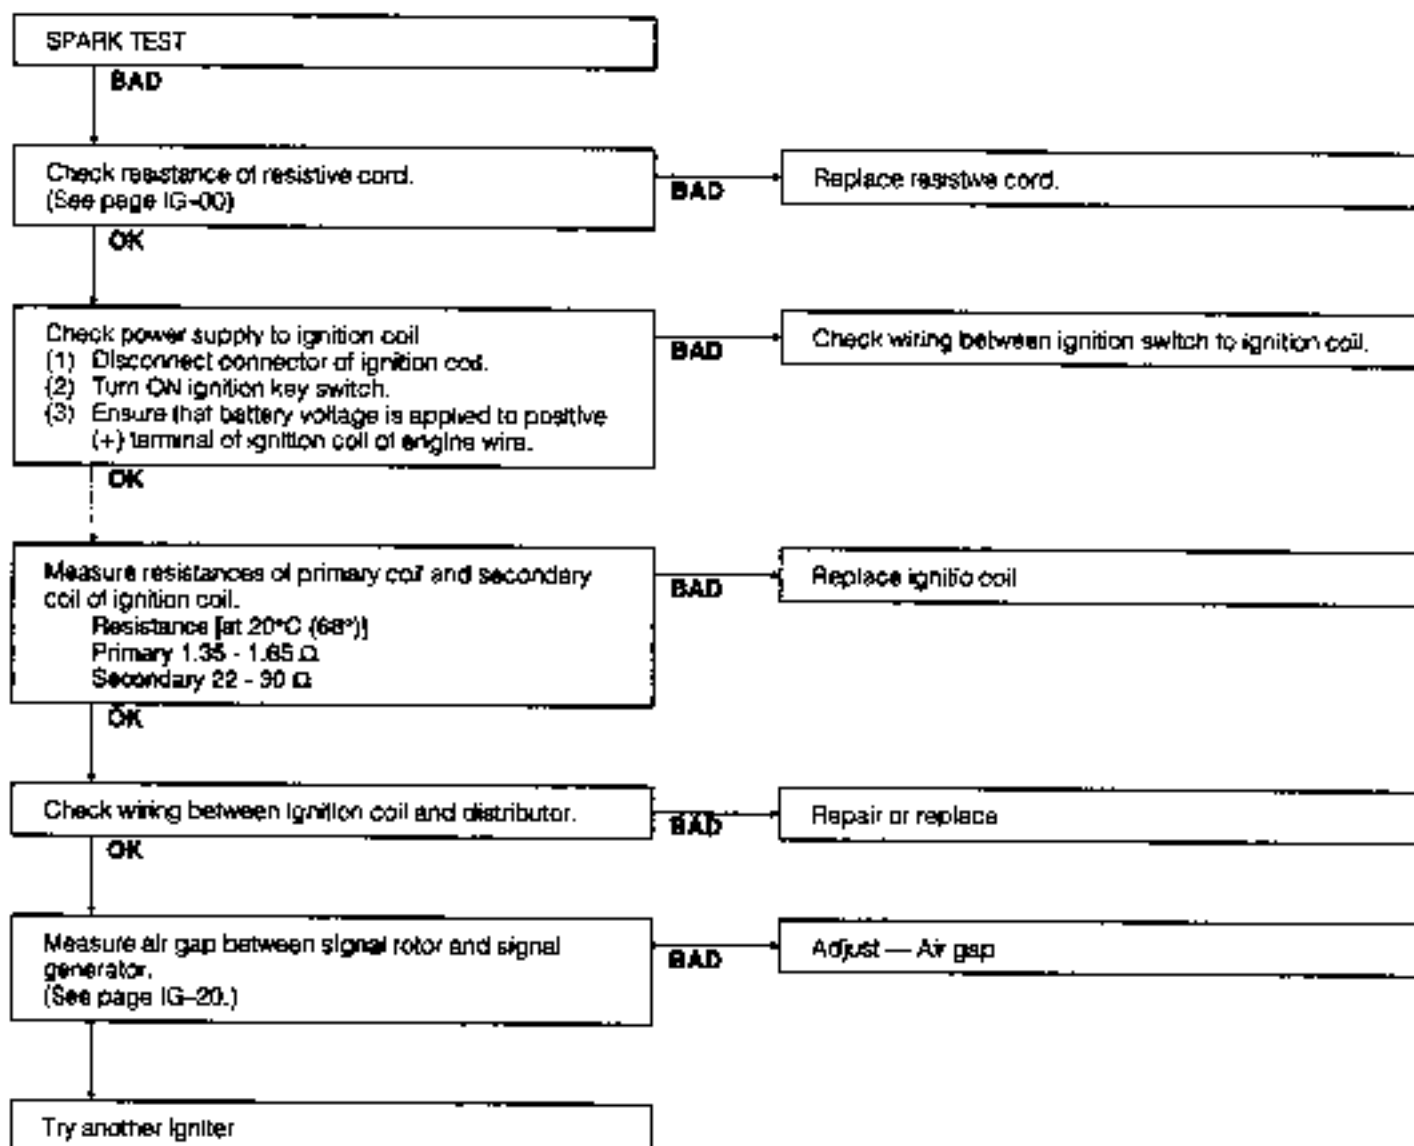 SPARK TEST
BAD
Check resistance of resistive cord.
(See page IG-00)
BAD
Replace resistive cord.
OK
Check power supply to ignition coil
(1) Disconnect connector of ignition coil.
(2) Turn ON ignition key switch.
(3) Ensure that battery voltage is applied to positive
(+) terminal of ignition coil of engine wire.
BAD
Check wiring between ignition switch to ignition coil.
OK
Measure resistances of primary coil and secondary
coil of ignition coil.
Resistance [at 20°C (68°)]
Primary 1.35 - 1.65 Ω
Secondary 22 - 30 Ω
BAD
Replace ignitio coil
OK
Check wiring between ignition coil and distributor.
BAD
Repair or replace
OK
Measure air gap between signal rotor and signal
generator.
(See page IG-20.)
BAD
Adjust — Air gap
Try another igniter